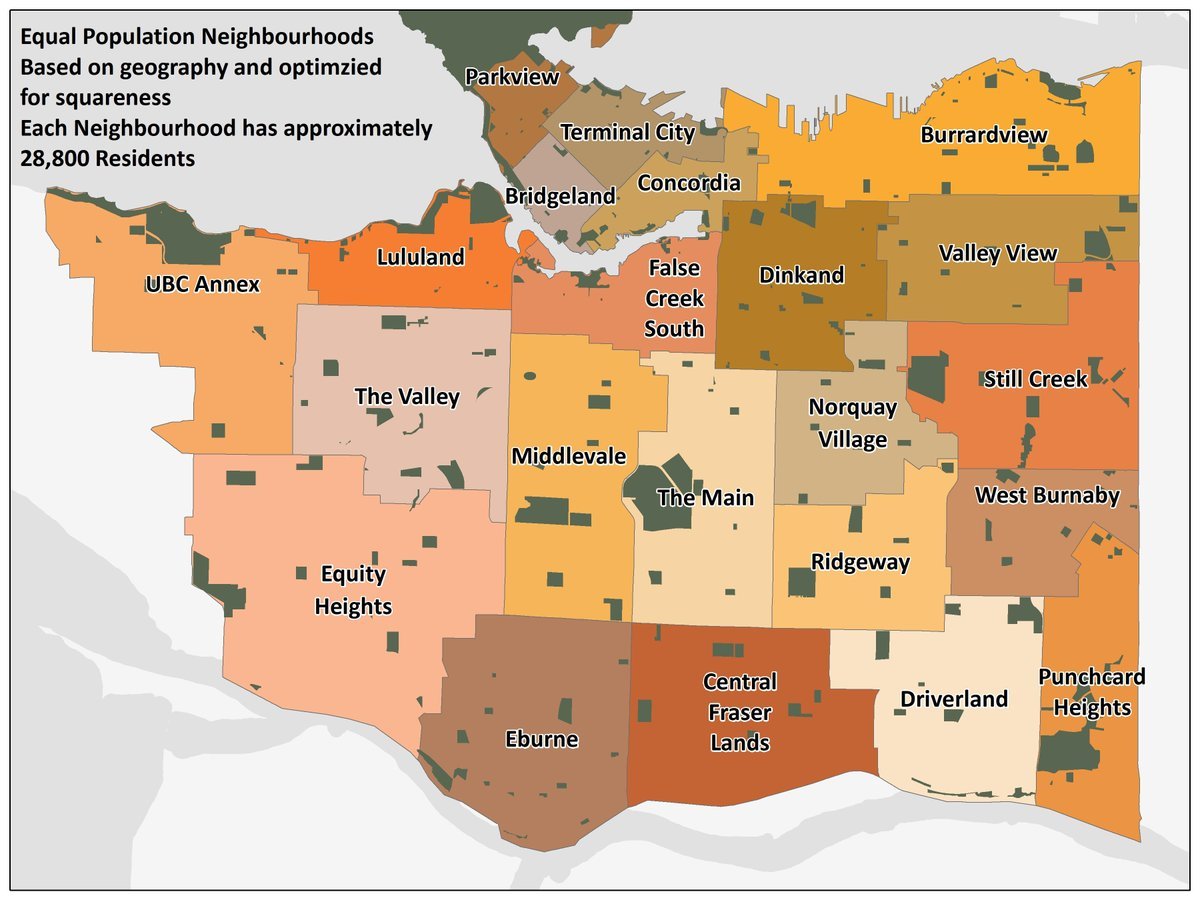 Equal Population Neighbourhoods
Based on geography and optimzied
for squareness
Each Neighbourhood has approximately
28,800 Residents
Parkview
Terminal City
Burrardview
Bridgeland
Concordia
Lululand
UBC Annex
False
Creek
South
Dinkand
Valley View
The Valley
Still Creek
Norquay
Village
Middlevale
The Main
West Burnaby
Equity
Heights
Ridgeway
Central
Fraser
Lands
Driverland
Punchcard
Heights
Eburne